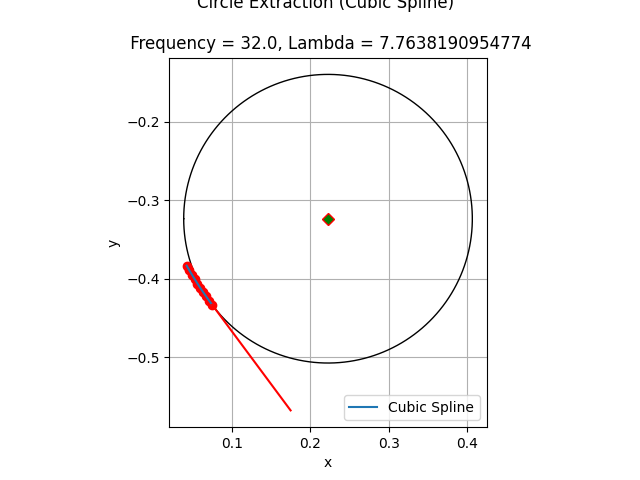 Circle Extraction (Cubic Spline)
Frequency = 32.0, Lambda = 7.7638190954774
y
−0.2
−0.3
−0.4
−0.5
0.1 0.2 0.3 0.4
x
Cubic Spline